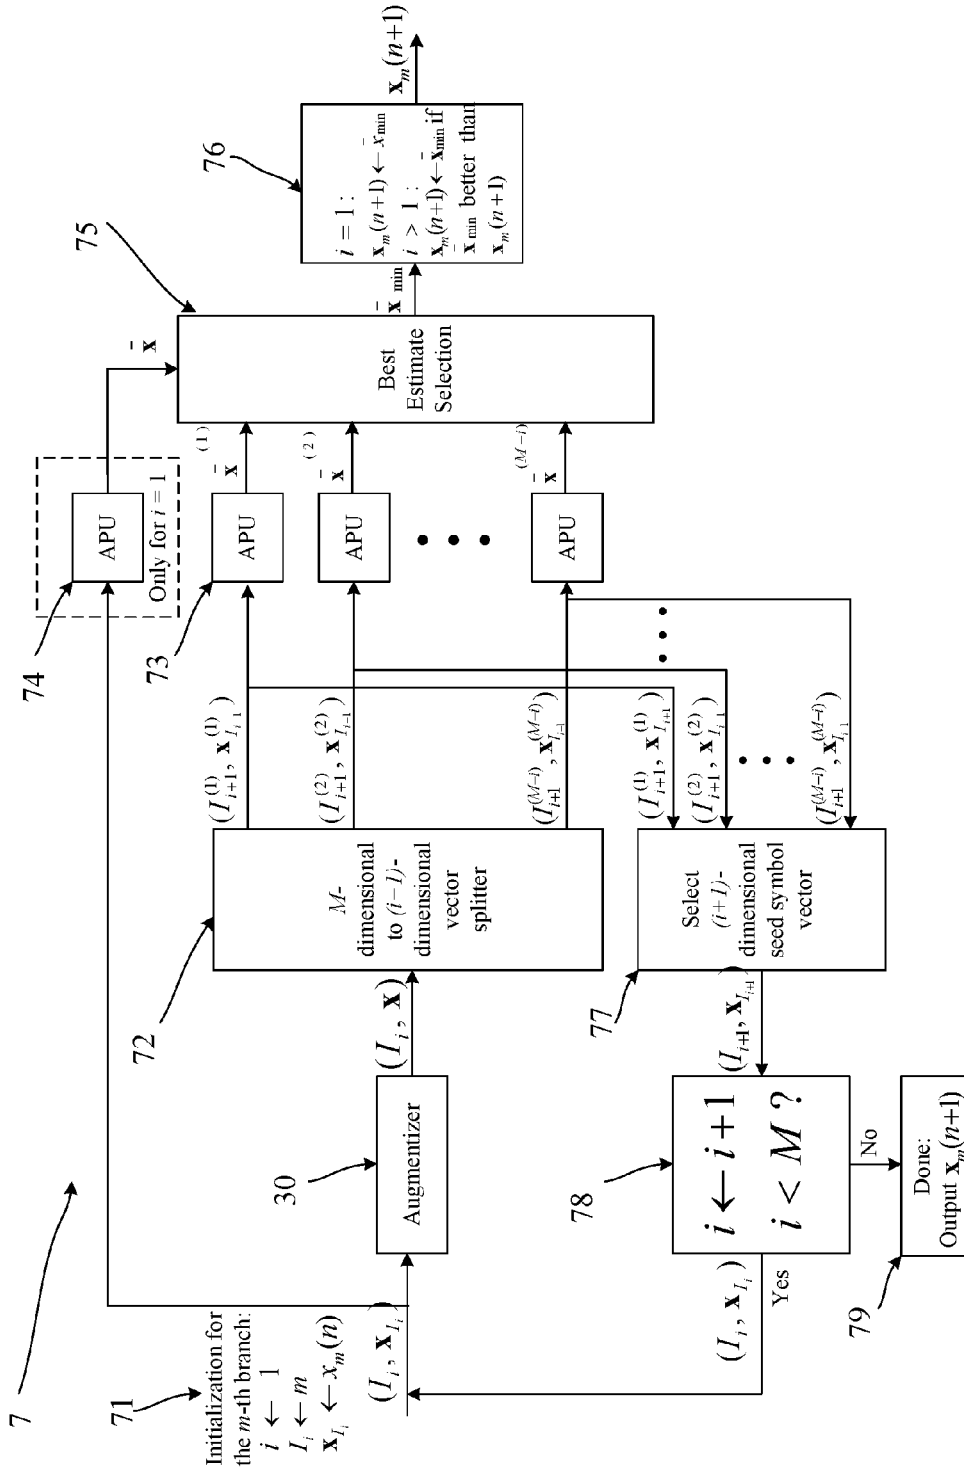 7
71
Initialization for
the m-th branch:
i ← 1
I_i ← m
x_{I_i} ← x_m(n)
(I_i, x_{I_i})
30
Augmentizer
(I_i, x)
72
M-
dimensional
to (i−1)-
dimensional
vector
splitter
(I_{i+1}^{(1)}, x_{I_{i-1}}^{(1)})
(I_{i+1}^{(2)}, x_{I_{i-1}}^{(2)})
(I_{i+1}^{(M−i)}, x_{I_{i-1}}^{(M−i)})
74
APU
Only for i = 1
73
APU
APU
• • •
APU
x̄
x̄^{(1)}
x̄^{(2)}
x̄^{(M−i)}
75
Best
Estimate
Selection
x̄_min
76
i = 1 :
x_m(n+1) ← x̄_min
i > 1 :
x_m(n+1) ← x̄_min if
x̄_min better than
x_m(n+1)
x_m(n+1)
• • •
(I_{i+1}^{(1)}, x_{I_{i+1}}^{(1)})
(I_{i+1}^{(2)}, x_{I_{i-1}}^{(2)})
• • •
(I_{i+1}^{(M−i)}, x_{I_{i-1}}^{(M−i)})
77
Select
(i+1)-
dimensional
seed symbol
vector
(I_{i+1}, x_{I_{i+1}})
78
i ← i+1
i < M ?
(I_i, x_{I_i})
Yes
No
79
Done:
Output x_m(n+1)